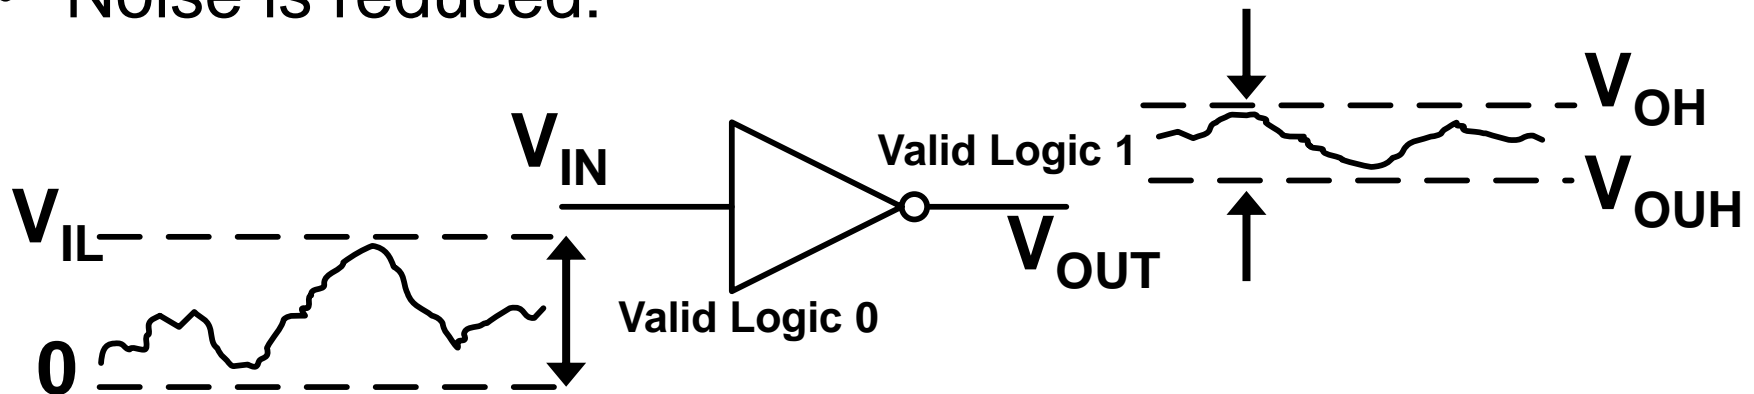 • Noise is reduced.
V_OH
V_IN
Valid Logic 1
V_OUH
V_IL
V_OUT
Valid Logic 0
0